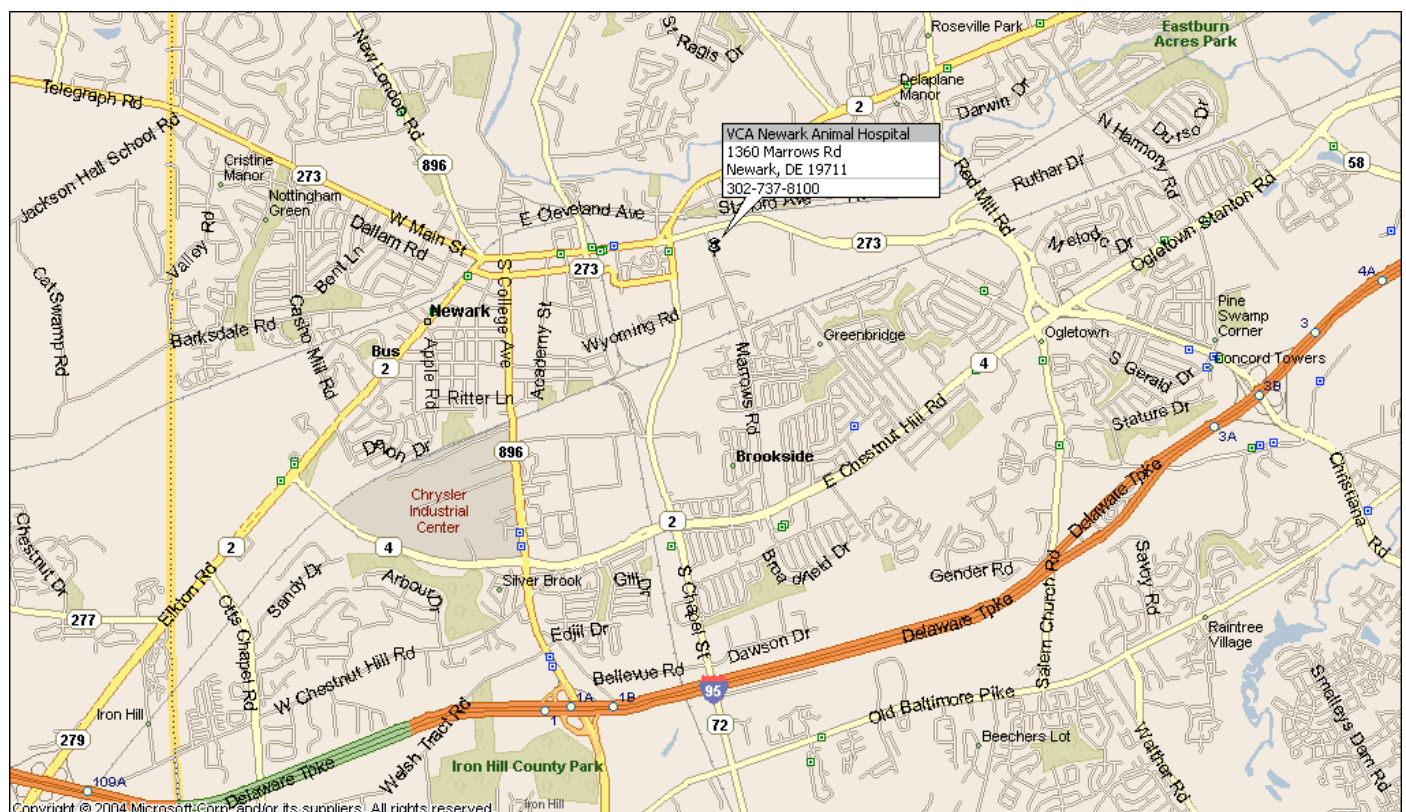 New London Rd
St Regis Dr
Roseville Park
Eastburn
Acres Park
Telegraph Rd
Delaplane
Manor
Darwin Dr
2
N Harmony Rd
Durso Dr
Jackson Hall School Rd
VCA Newark Animal Hospital
1360 Marrows Rd
Newark, DE 19711
302-737-8100
896
58
Cristine
Manor
273
Nottingham
Green
Red Mill Rd
Ruthar Dr
E Cleveland Ave
W Main St
Dallam Rd
Valley Rd
Bent Ln
273
273
Ogletown Stanton Rd
4A
Cat Swamp Rd
Casho Mill Rd
S College Ave
Academy St
Newark
Barksdale Rd
Wyoming Rd
Greenbridge
Ogletown
Pine
Swamp
Corner
3
Bus
2
Apple Rd
Marrows Rd
4
S Gerald Dr
Concord Towers
Ritter Ln
3B
Stature Dr
E Chestnut Hill Rd
3A
Devon Dr
896
Brookside
Chrysler
Industrial
Center
Delaware Tpke
Christiana Rd
Chestnut Dr
2
4
2
Elkton Rd
Sandy Dr
Arbour Dr
Silver Brook
Gill Dr
Broadfield Dr
Gender Rd
Savoy Rd
277
Otts Chapel Rd
S Chapel St
Edjil Dr
Dawson Dr
Delaware Tpke
Salem Church Rd
Raintree
Village
W Chestnut Hill Rd
Bellevue Rd
95
1A
1B
1
Iron Hill
72
Old Baltimore Pike
Smalleys Dam Rd
279
Welsh Tract Rd
Beechers Lot
Walther Rd
Iron Hill County Park
109A
Delaware Tpke
Iron Hill
Copyright © 2004 Microsoft Corp. and/or its suppliers. All rights reserved.